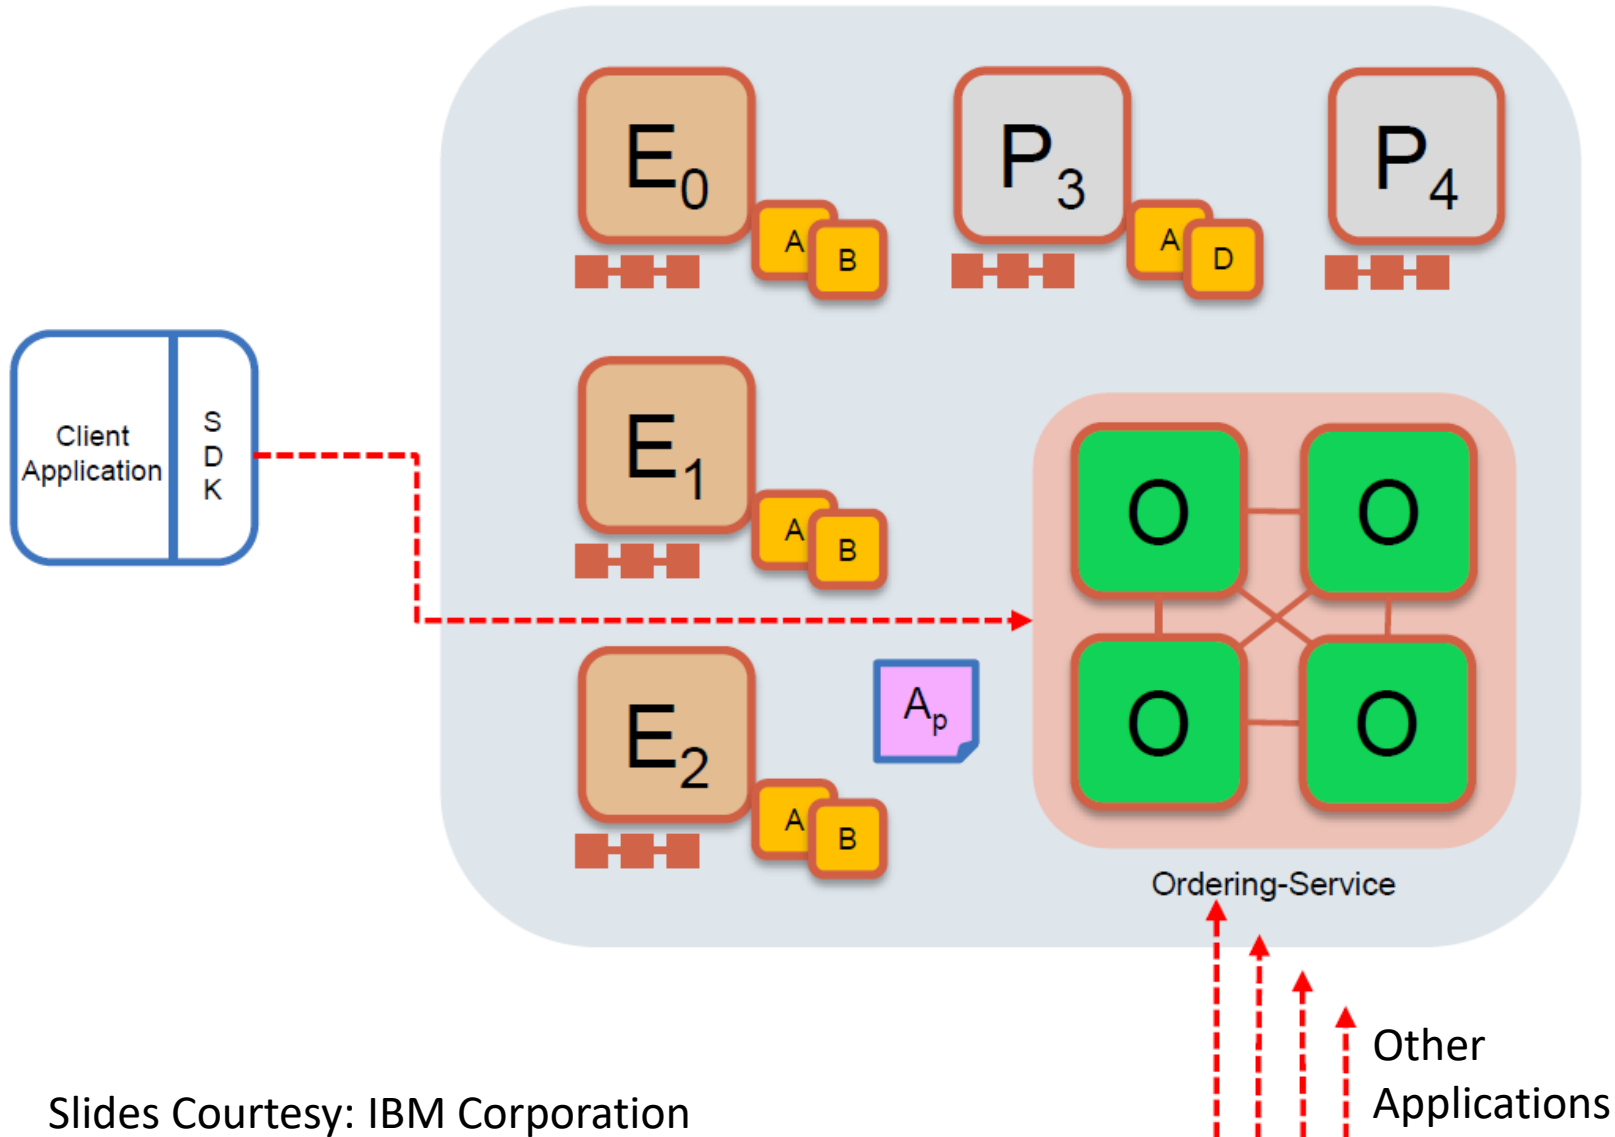 E0
A
B
P3
A
D
P4
Client
Application
S
D
K
E1
A
B
O
O
O
O
E2
A
B
Ap
Ordering-Service
Other
Applications
Slides Courtesy: IBM Corporation